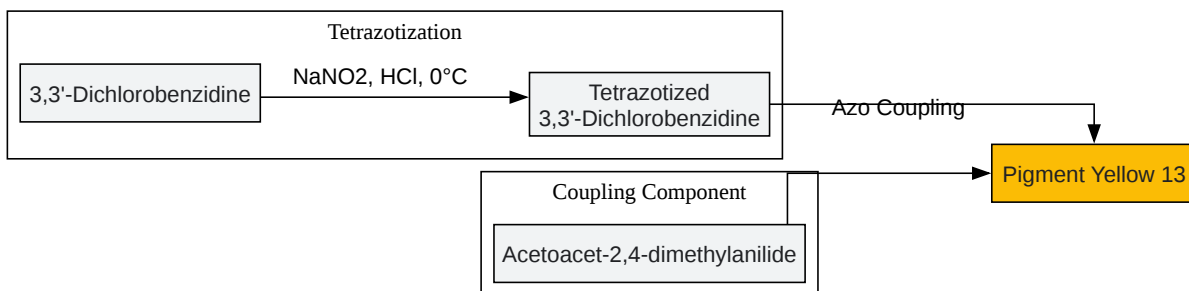 Tetrazotization
3,3'-Dichlorobenzidine
NaNO2, HCl, 0°C
Tetrazotized
3,3'-Dichlorobenzidine
Azo Coupling
Pigment Yellow 13
Coupling Component
Acetoacet-2,4-dimethylanilide